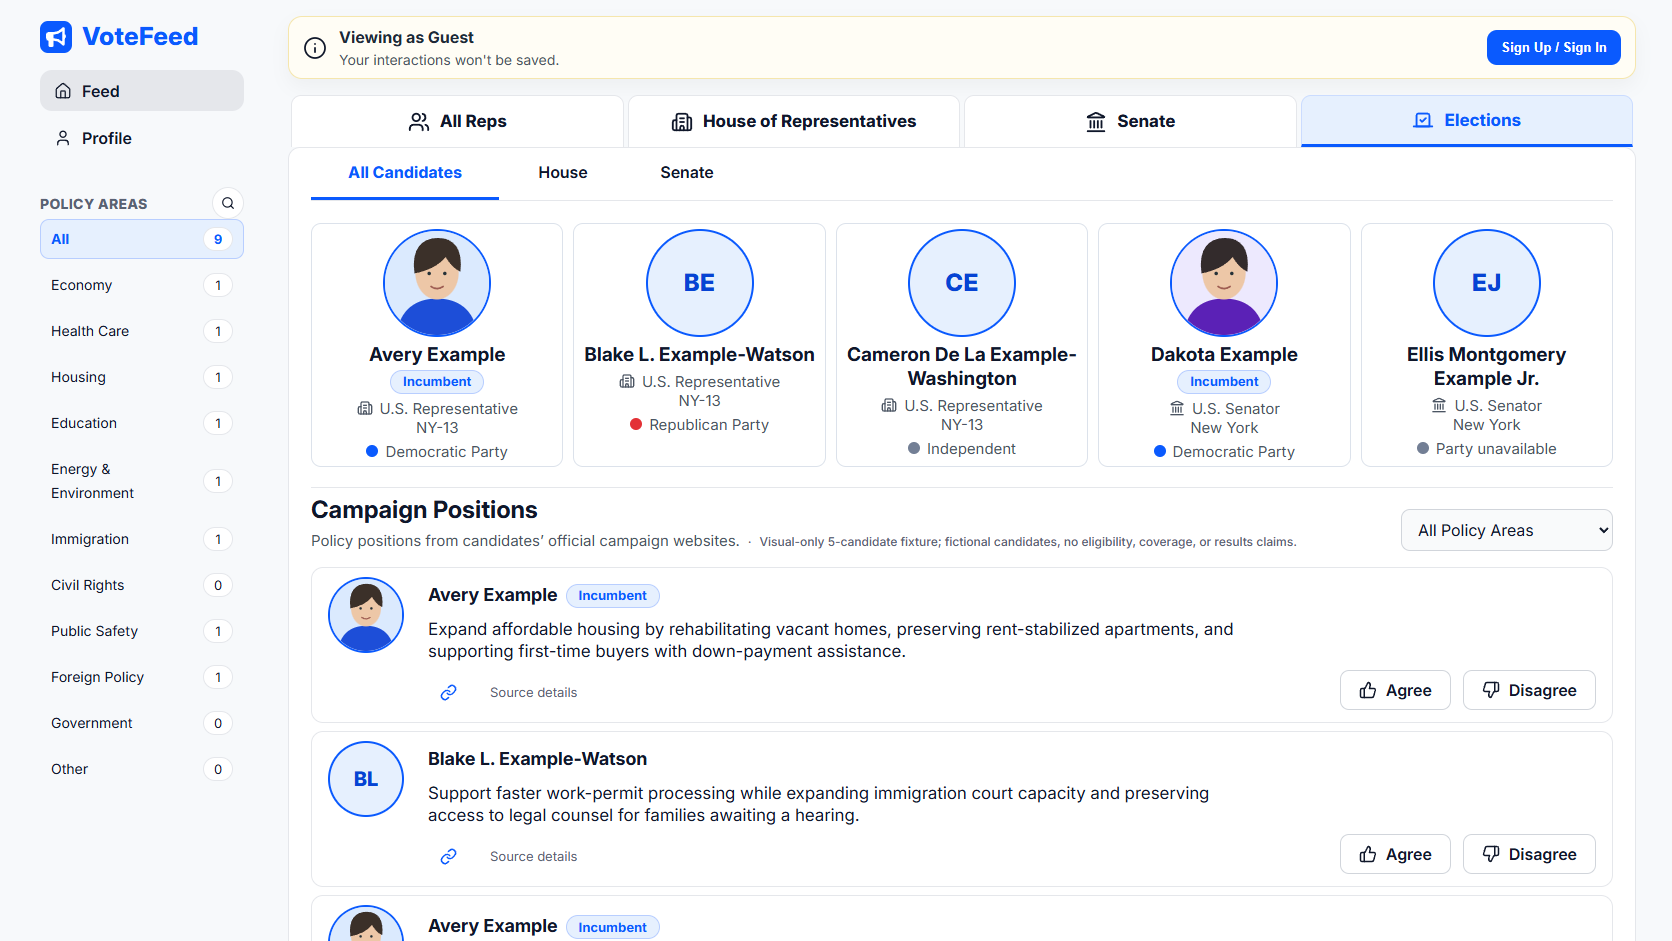 VoteFeed
Feed
Profile
POLICY AREAS
All 9
Economy 1
Health Care 1
Housing 1
Education 1
Energy &
Environment 1
Immigration 1
Civil Rights 0
Public Safety 1
Foreign Policy 1
Government 0
Other 0
Viewing as Guest
Your interactions won't be saved.
Sign Up / Sign In
All Reps
House of Representatives
Senate
Elections
All Candidates
House
Senate
Avery Example
Incumbent
U.S. Representative
NY-13
Democratic Party
BE
Blake L. Example-Watson
U.S. Representative
NY-13
Republican Party
CE
Cameron De La Example-
Washington
U.S. Representative
NY-13
Independent
Dakota Example
Incumbent
U.S. Senator
New York
Democratic Party
EJ
Ellis Montgomery
Example Jr.
U.S. Senator
New York
Party unavailable
Campaign Positions
Policy positions from candidates’ official campaign websites. · Visual-only 5-candidate fixture; fictional candidates, no eligibility, coverage, or results claims.
All Policy Areas
Avery Example Incumbent
Expand affordable housing by rehabilitating vacant homes, preserving rent-stabilized apartments, and
supporting first-time buyers with down-payment assistance.
Source details
Agree
Disagree
BL
Blake L. Example-Watson
Support faster work-permit processing while expanding immigration court capacity and preserving
access to legal counsel for families awaiting a hearing.
Source details
Agree
Disagree
Avery Example Incumbent